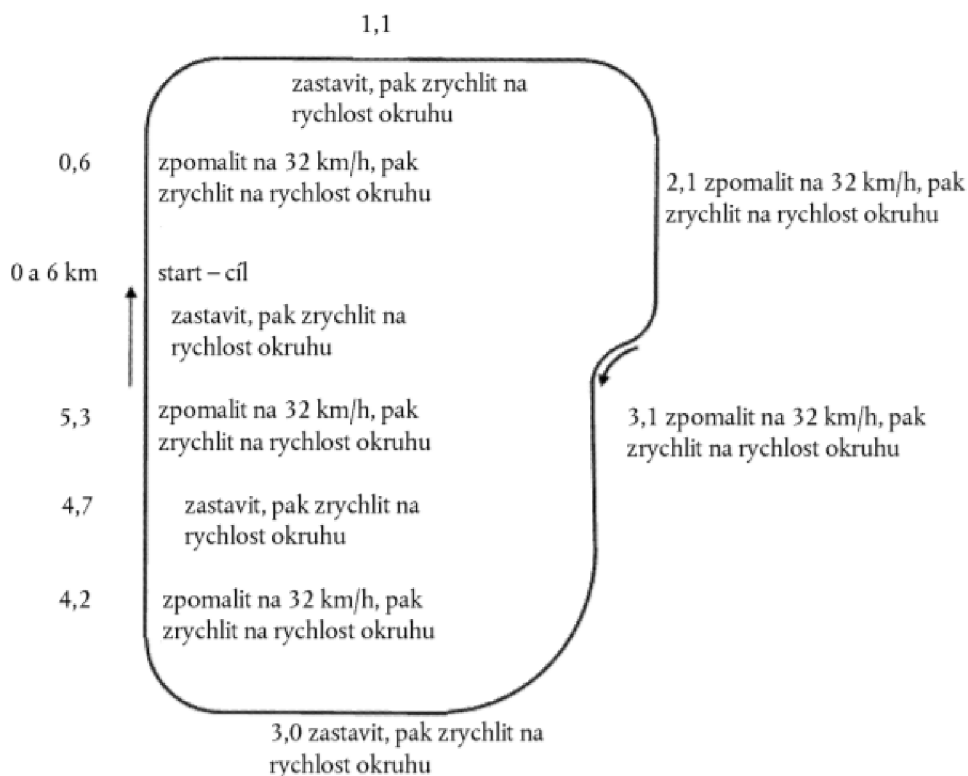 1,1
zastavit, pak zrychlit na
rychlost okruhu
0,6
zpomalit na 32 km/h, pak
zrychlit na rychlost okruhu
2,1 zpomalit na 32 km/h, pak
zrychlit na rychlost okruhu
0 a 6 km
start – cíl
zastavit, pak zrychlit na
rychlost okruhu
5,3
zpomalit na 32 km/h, pak
zrychlit na rychlost okruhu
3,1 zpomalit na 32 km/h, pak
zrychlit na rychlost okruhu
4,7
zastavit, pak zrychlit na
rychlost okruhu
4,2
zpomalit na 32 km/h, pak
zrychlit na rychlost okruhu
3,0 zastavit, pak zrychlit na
rychlost okruhu